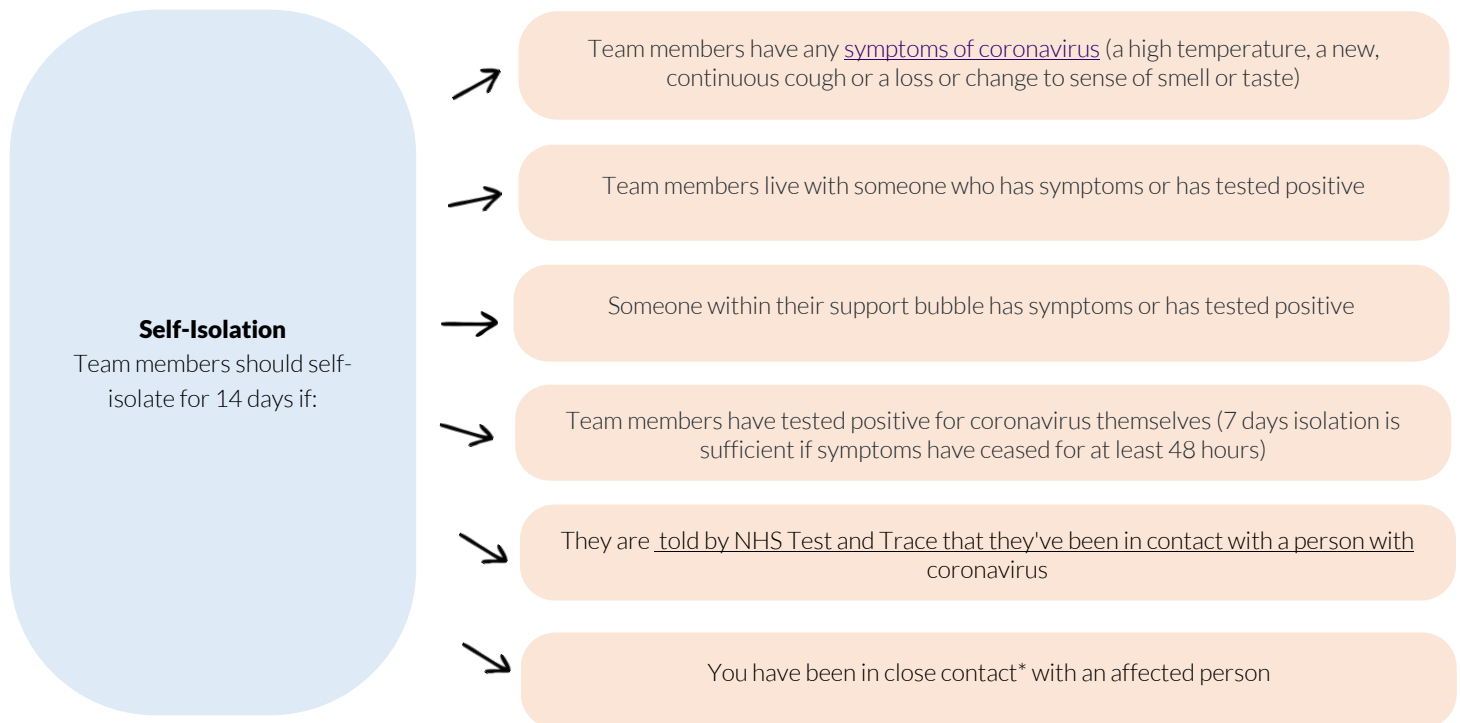 Self-Isolation
Team members should self-
isolate for 14 days if:
Team members have any symptoms of coronavirus (a high temperature, a new,
continuous cough or a loss or change to sense of smell or taste)
Team members live with someone who has symptoms or has tested positive
Someone within their support bubble has symptoms or has tested positive
Team members have tested positive for coronavirus themselves (7 days isolation is
sufficient if symptoms have ceased for at least 48 hours)
They are told by NHS Test and Trace that they've been in contact with a person with
coronavirus
You have been in close contact* with an affected person